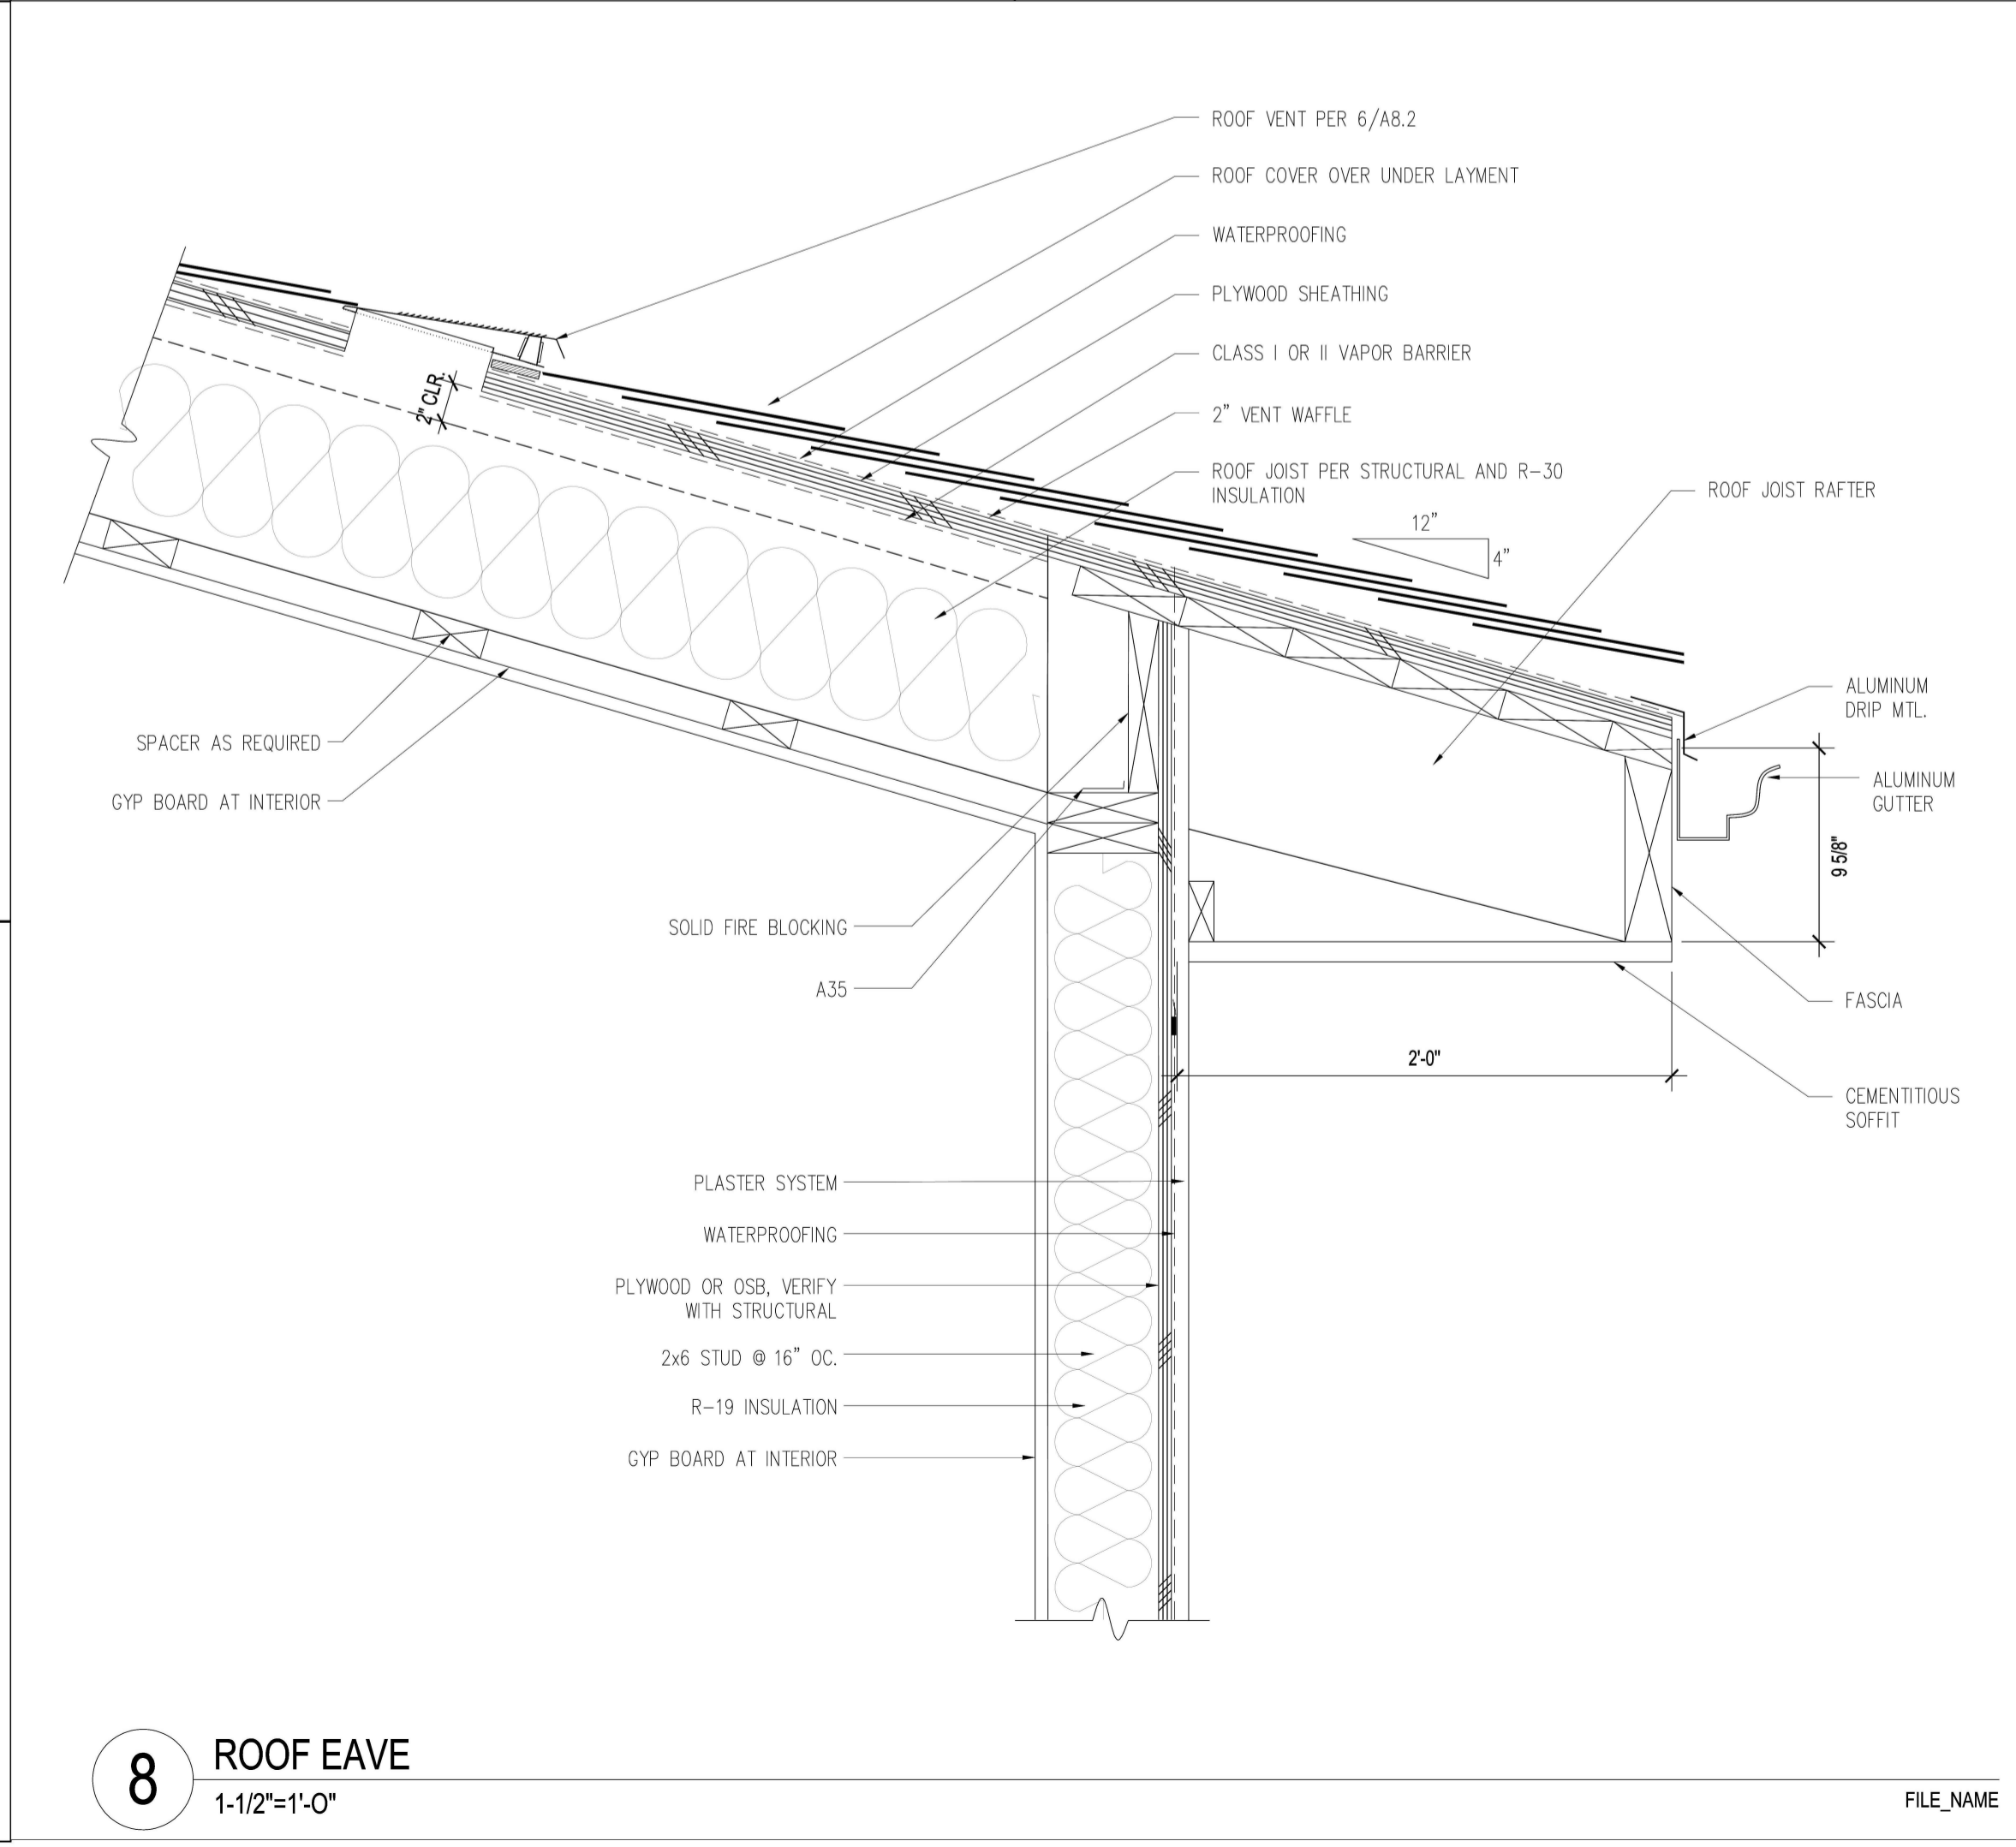 ROOF VENT PER 6/A8.2
ROOF COVER OVER UNDER LAYMENT
WATERPROOFING
PLYWOOD SHEATHING
CLASS I OR II VAPOR BARRIER
2" VENT WAFFLE
ROOF JOIST PER STRUCTURAL AND R-30
INSULATION
ROOF JOIST RAFTER
12"
4"
2" CLR.
SPACER AS REQUIRED
GYP BOARD AT INTERIOR
ALUMINUM
DRIP MTL.
ALUMINUM
GUTTER
9 5/8"
SOLID FIRE BLOCKING
A35
FASCIA
2'-0"
CEMENTITIOUS
SOFFIT
PLASTER SYSTEM
WATERPROOFING
PLYWOOD OR OSB, VERIFY
WITH STRUCTURAL
2x6 STUD @ 16" OC.
R-19 INSULATION
GYP BOARD AT INTERIOR
8
ROOF EAVE
1-1/2"=1'-O"
FILE_NAME